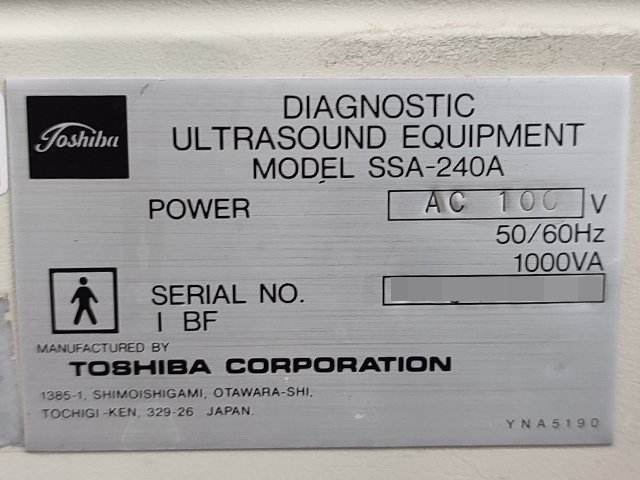 Toshiba
DIAGNOSTIC
ULTRASOUND EQUIPMENT
MODEL SSA-240A
POWER AC 100 V
50/60Hz
1000VA
SERIAL NO.
I BF
MANUFACTURED BY
TOSHIBA CORPORATION
1385-1, SHIMOISHIGAMI, OTAWARA-SHI,
TOCHIGI-KEN, 329-26 JAPAN.
YNA5190